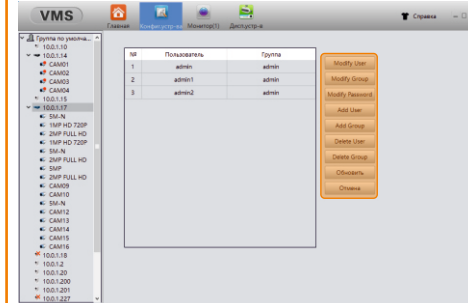 VMS
Главная
Конфигустр-ва
Монитор(1)
Дисп.устр-в
Справка
Группа по умолча...
10.0.1.10
10.0.1.14
CAM01
CAM02
CAM03
CAM04
10.0.1.15
10.0.1.17
5M-N
1MP HD 720P
2MP FULL HD
1MP HD 720P
5M-N
2MP FULL HD
5MP
2MP FULL HD
CAM09
CAM10
5M-N
CAM12
CAM13
CAM14
CAM15
CAM16
10.0.1.18
10.0.1.2
10.0.1.20
10.0.1.200
10.0.1.201
10.0.1.227
№ Пользователь Группа
1 admin admin
2 admin1 admin
3 admin2 admin
Modify User
Modify Group
Modify Password
Add User
Add Group
Delete User
Delete Group
Обновить
Отмена